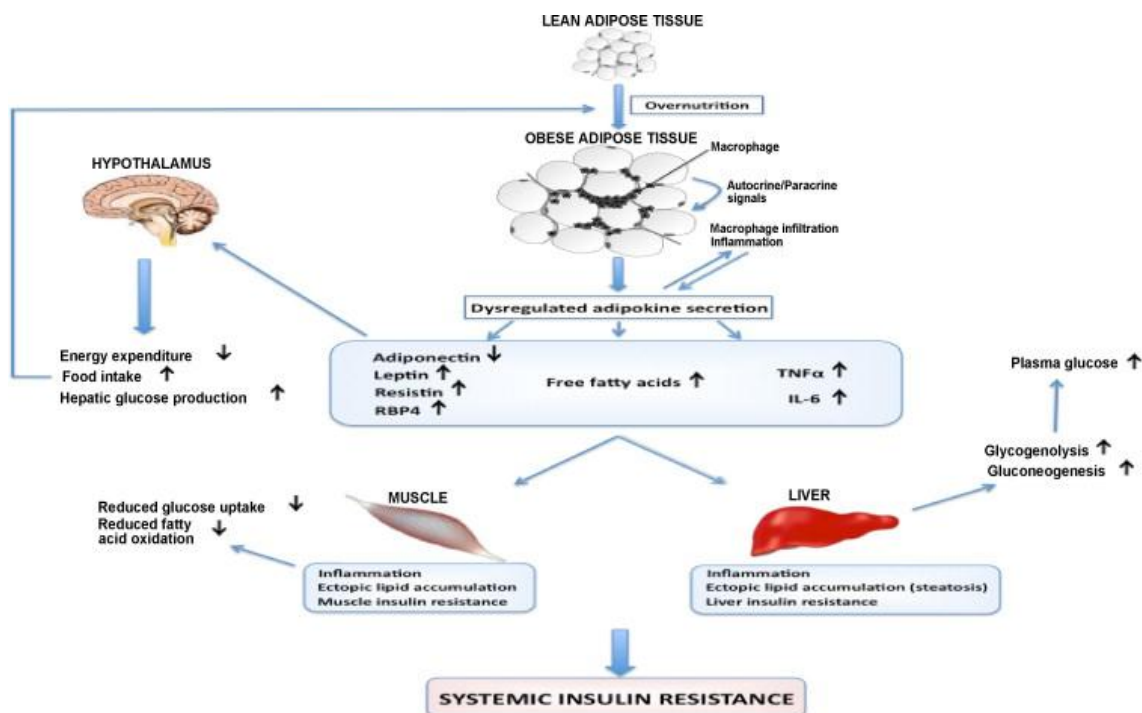 LEAN ADIPOSE TISSUE
Overnutrition
OBESE ADIPOSE TISSUE
Macrophage
Autocrine/Paracrine
signals
Macrophage infiltration
Inflammation
HYPOTHALAMUS
Dysregulated adipokine secretion
Energy expenditure ↓
Food intake ↑
Hepatic glucose production ↑
Adiponectin ↓
Leptin ↑
Resistin ↑
RBP4 ↑
Free fatty acids ↑
TNFα ↑
IL-6 ↑
Plasma glucose ↑
Glycogenolysis ↑
Gluconeogenesis ↑
MUSCLE
Reduced glucose uptake ↓
Reduced fatty ↓
acid oxidation
Inflammation
Ectopic lipid accumulation
Muscle insulin resistance
LIVER
Inflammation
Ectopic lipid accumulation (steatosis)
Liver insulin resistance
SYSTEMIC INSULIN RESISTANCE